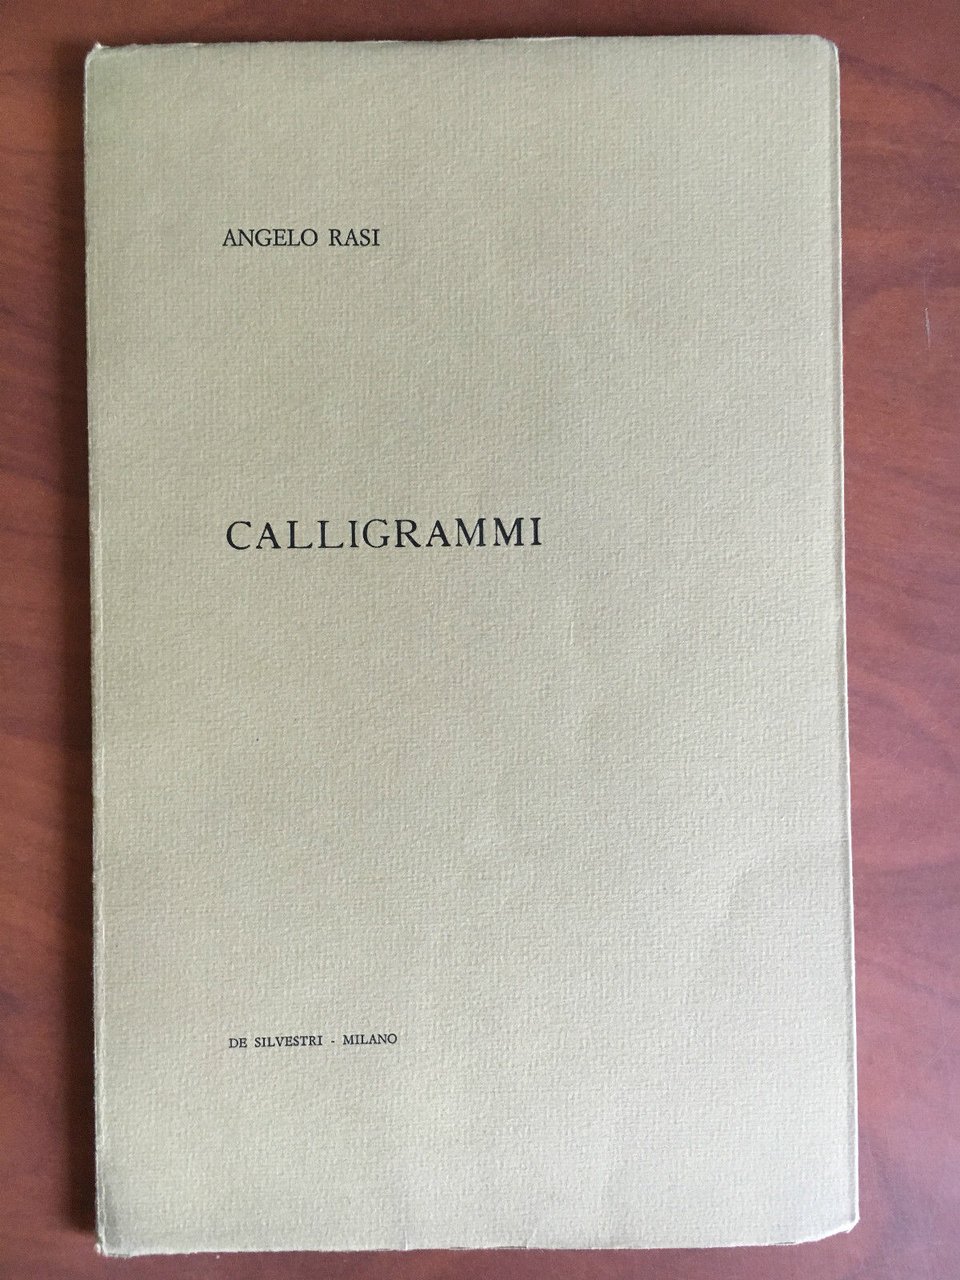 ANGELO RASI
CALLIGRAMMI
DE SILVESTRI - MILANO